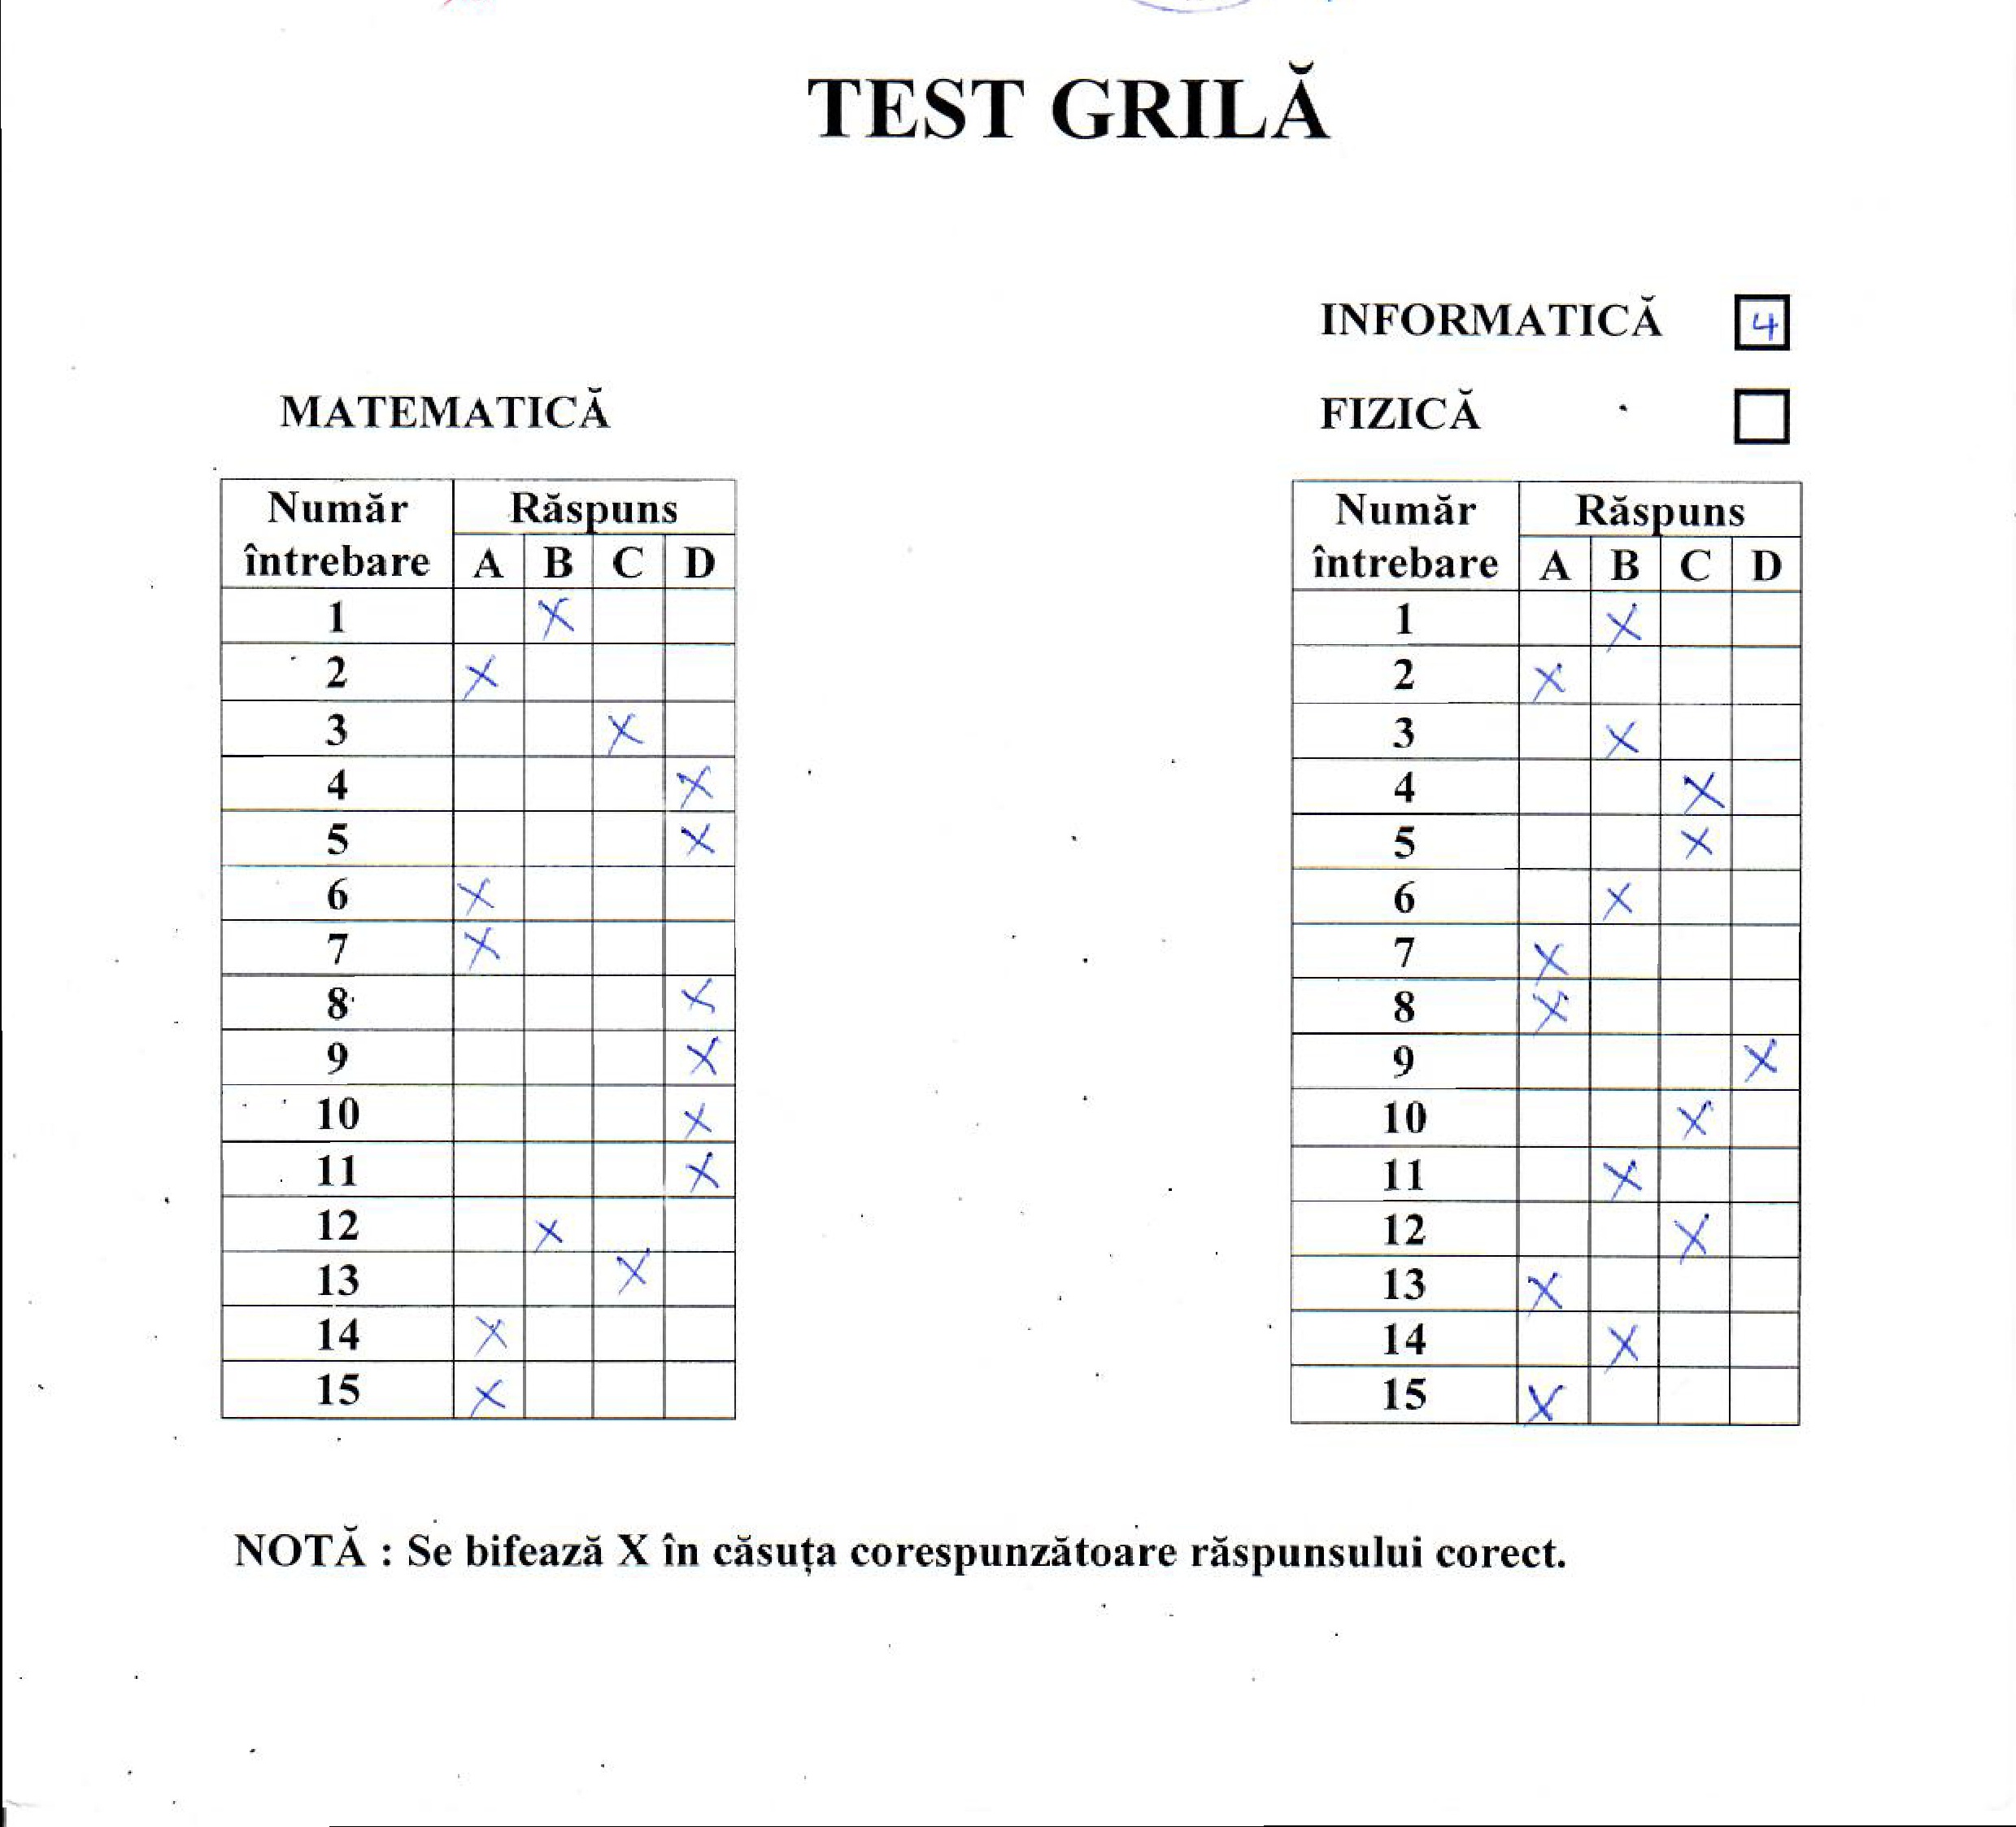 TEST GRILĂ
INFORMATICĂ 4
MATEMATICĂ
FIZICĂ
Număr întrebare Răspuns
A B C D
1 X
2 X
3 X
4 X
5 X
6 X
7 X
8 X
9 X
10 X
11 X
12 X
13 X
14 X
15 X
Număr întrebare Răspuns
A B C D
1 X
2 X
3 X
4 X
5 X
6 X
7 X
8 X
9 X
10 X
11 X
12 X
13 X
14 X
15 X
NOTĂ : Se bifează X în căsuța corespunzătoare răspunsului corect.